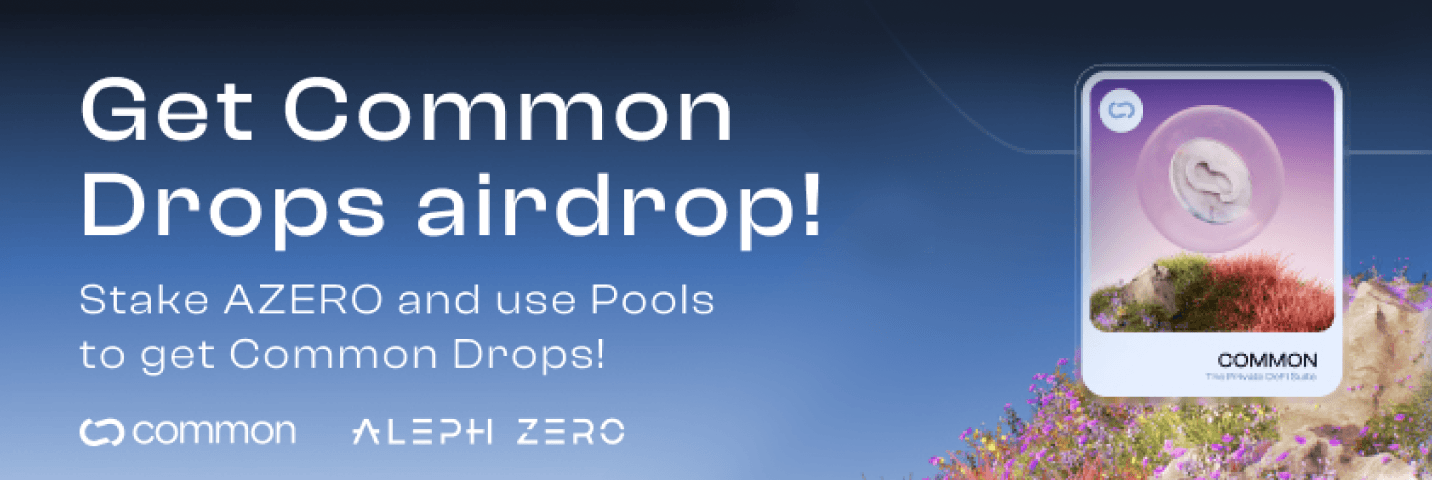 Get Common
Drops airdrop!
Stake AZERO and use Pools
to get Common Drops!
common
ALEPH ZERO
COMMON
The Private DeFi Suite